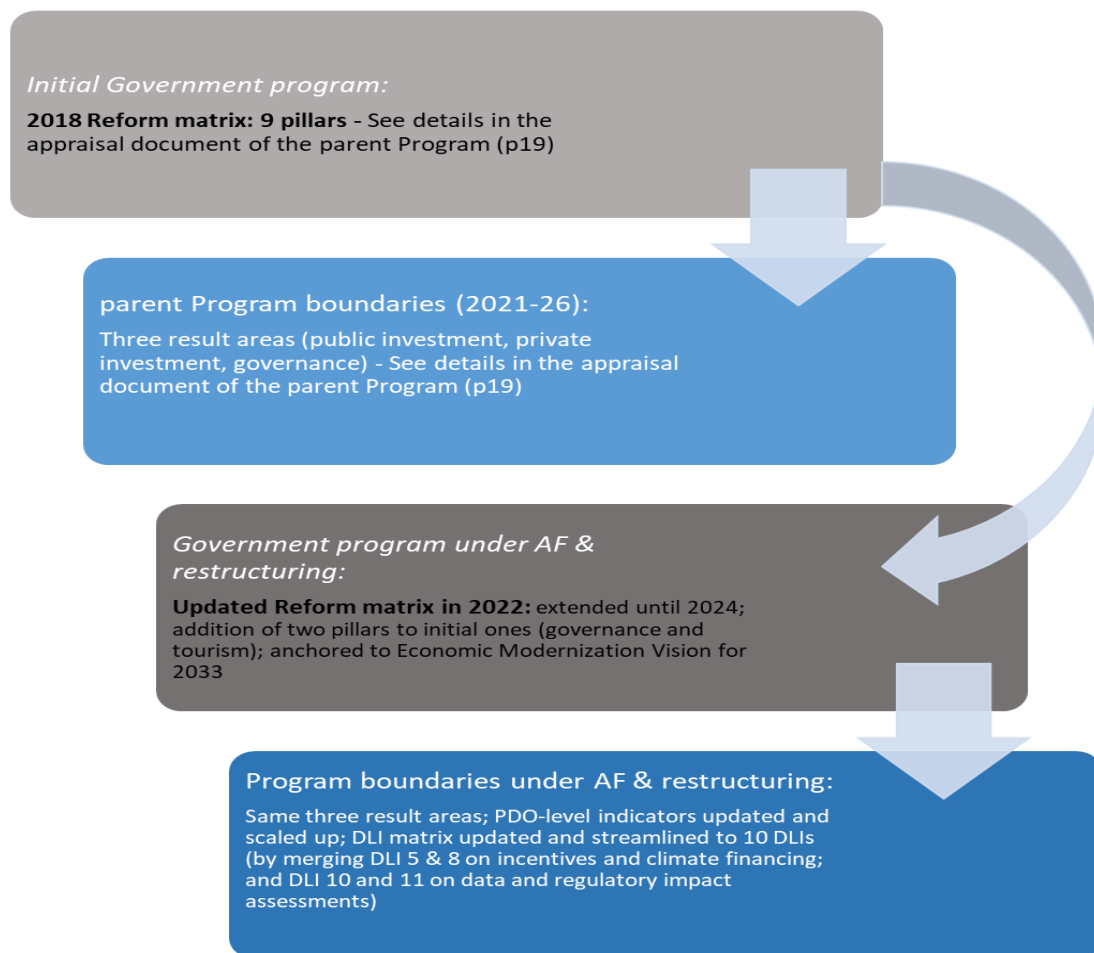 Initial Government program:
2018 Reform matrix: 9 pillars - See details in the
appraisal document of the parent Program (p19)
parent Program boundaries (2021-26):
Three result areas (public investment, private
investment, governance) - See details in the appraisal
document of the parent Program (p19)
Government program under AF &
restructuring:
Updated Reform matrix in 2022: extended until 2024;
addition of two pillars to initial ones (governance and
tourism); anchored to Economic Modernization Vision for
2033
Program boundaries under AF & restructuring:
Same three result areas; PDO-level indicators updated and
scaled up; DLI matrix updated and streamlined to 10 DLIs
(by merging DLI 5 & 8 on incentives and climate financing;
and DLI 10 and 11 on data and regulatory impact
assessments)